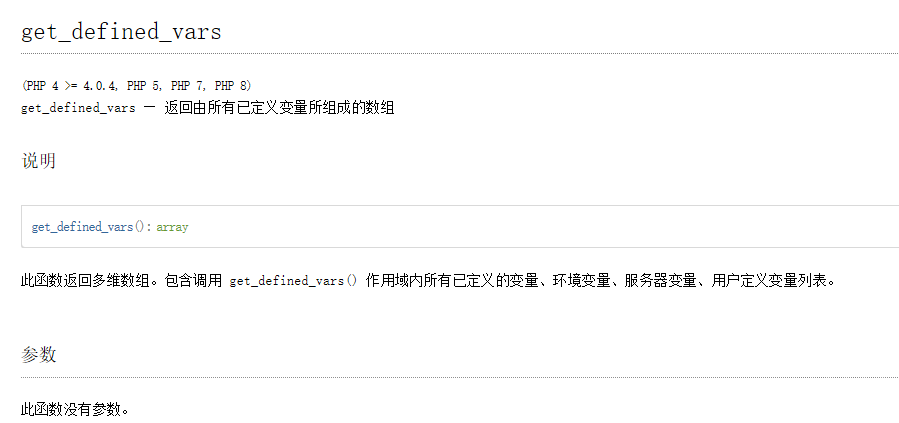 get_defined_vars
(PHP 4 >= 4.0.4, PHP 5, PHP 7, PHP 8)
get_defined_vars — 返回由所有已定义变量所组成的数组
说明
get_defined_vars(): array
此函数返回多维数组。包含调用 get_defined_vars() 作用域内所有已定义的变量、环境变量、服务器变量、用户定义变量列表。
参数
此函数没有参数。